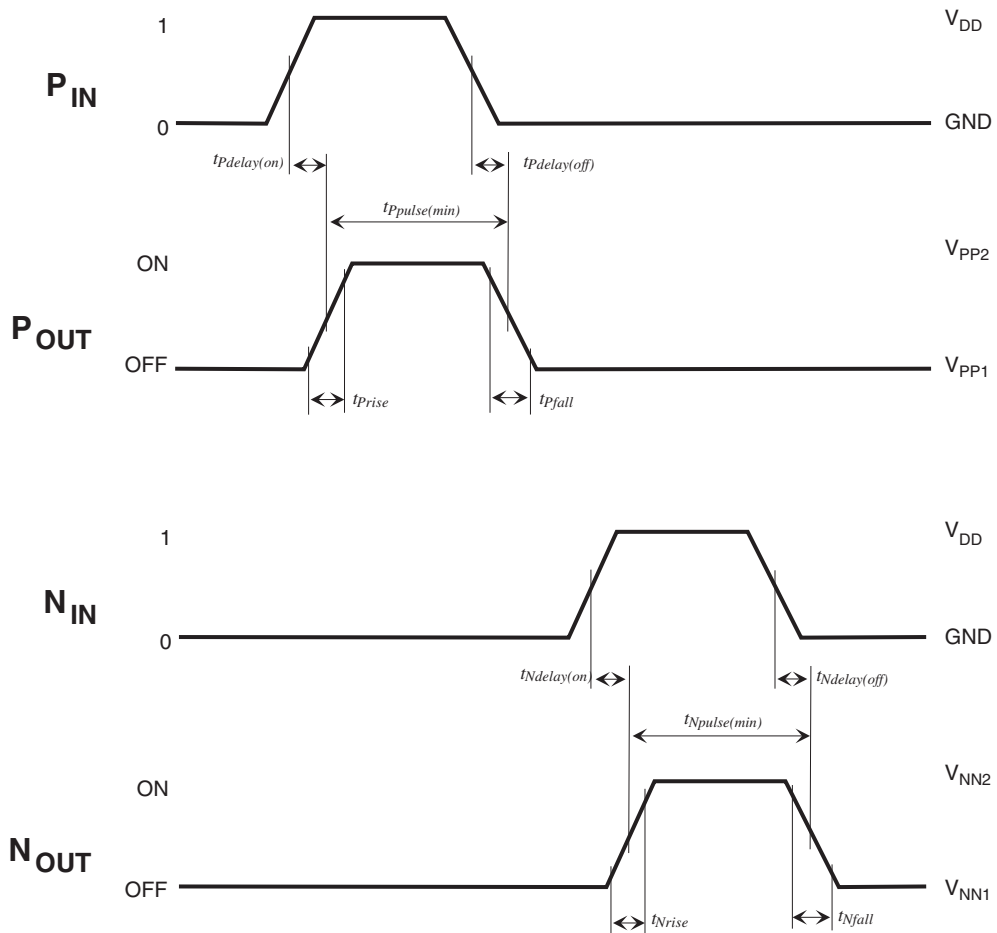 1 V_DD
P_IN
0 GND
t_Pdelay(on) t_Pdelay(off)
t_Ppulse(min)
ON V_PP2
P_OUT
OFF V_PP1
t_Prise t_Pfall
1 V_DD
N_IN
0 GND
t_Ndelay(on) t_Ndelay(off)
t_Npulse(min)
ON V_NN2
N_OUT
OFF V_NN1
t_Nrise t_Nfall